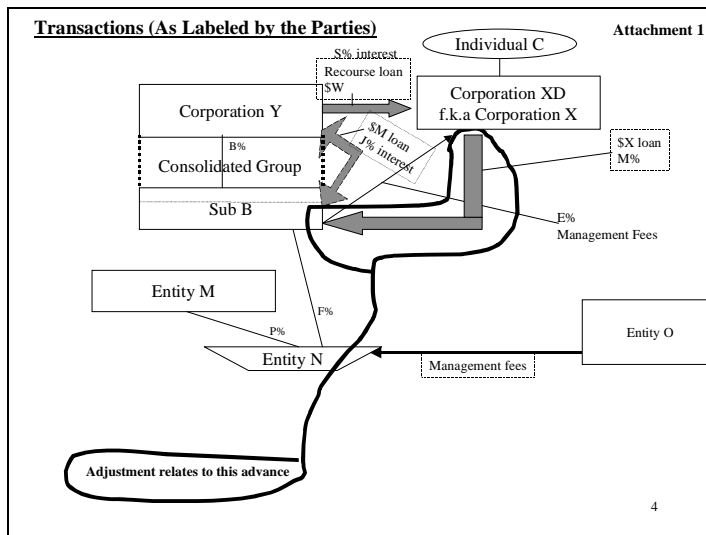 Transactions (As Labeled by the Parties)
Attachment 1
Individual C
S% interest
Recourse loan
$W
Corporation XD
f.k.a Corporation X
Corporation Y
$M loan
J% interest
B%
Consolidated Group
$X loan
M%
Sub B
E%
Management Fees
Entity M
F%
P%
Entity N
Entity O
Management fees
Adjustment relates to this advance
4